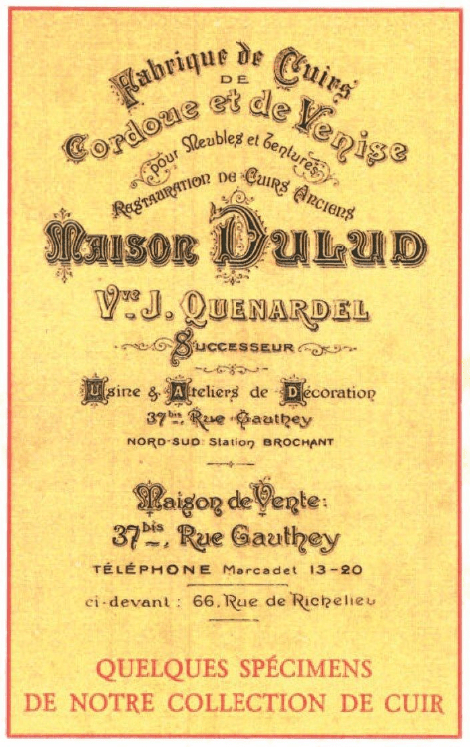 Fabrique de Cuirs
DE
Cordoue et de Venise
pour Meubles et Tentures
Restauration de Cuirs Anciens
Maison Dulud
Vve J. Quenardel
Successeur
Usine & Ateliers de Décoration
37bis, Rue Gauthey
NORD-SUD: Station BROCHANT
Maison de Vente:
37bis, Rue Gauthey
TÉLÉPHONE Marcadet 13-20
ci-devant : 66, Rue de Richelieu
QUELQUES SPÉCIMENS
DE NOTRE COLLECTION DE CUIR